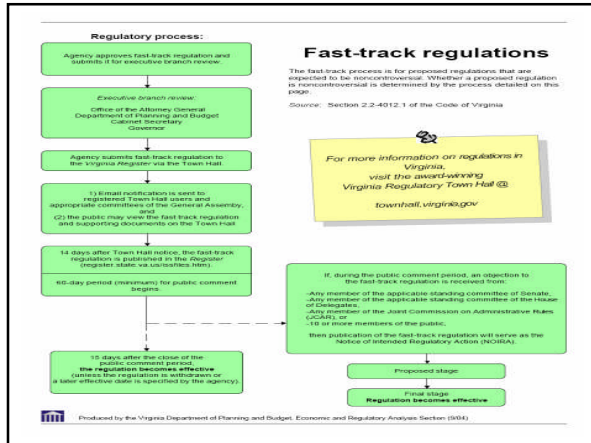 Regulatory process:
Agency approves fast-track regulation and
submits it for executive branch review.
Executive branch review:
Office of the Attorney General
Department of Planning and Budget
Cabinet Secretary
Governor
Agency submits fast-track regulation to
the Virginia Register via the Town Hall.
1) Email notification is sent to
registered Town Hall users and
appropriate committees of the General Assemby,
and
(2) the public may view the fast track regulation
and supporting documents on the Town Hall
14 days after Town Hall notice, the fast-track
regulation is published in the Register
(register.state.va.us/issfiles.htm).
60-day period (minimum) for public comment
begins.
15 days after the close of the
public comment period,
the regulation becomes effective
(unless the regulation is withdrawn or
a later effective date is specified by the agency)
Fast-track regulations
The fast-track process is for proposed regulations that are
expected to be noncontroversial. Whether a proposed regulation
is noncontroversial is determined by the process detailed on this
page.
Source: Section 2.2-4012.1 of the Code of Virginia
For more information on regulations in
Virginia,
visit the award-winning
Virginia Regulatory Town Hall @
townhall.virginia.gov
If, during the public comment period, an objection to
the fast-track regulation is received from:
-Any member of the applicable standing committee of Senate,
-Any member of the applicable standing committee of the House
of Delegates,
-Any member of the Joint Commission on Administrative Rules
(JCAR), or
-10 or more members of the public,
then publication of the fast-track regulation will serve as the
Notice of Intended Regulatory Action (NOIRA).
Proposed stage
Final stage
Regulation becomes effective
Produced by the Virginia Department of Planning and Budget, Economic and Regulatory Analysis Section (9/04)